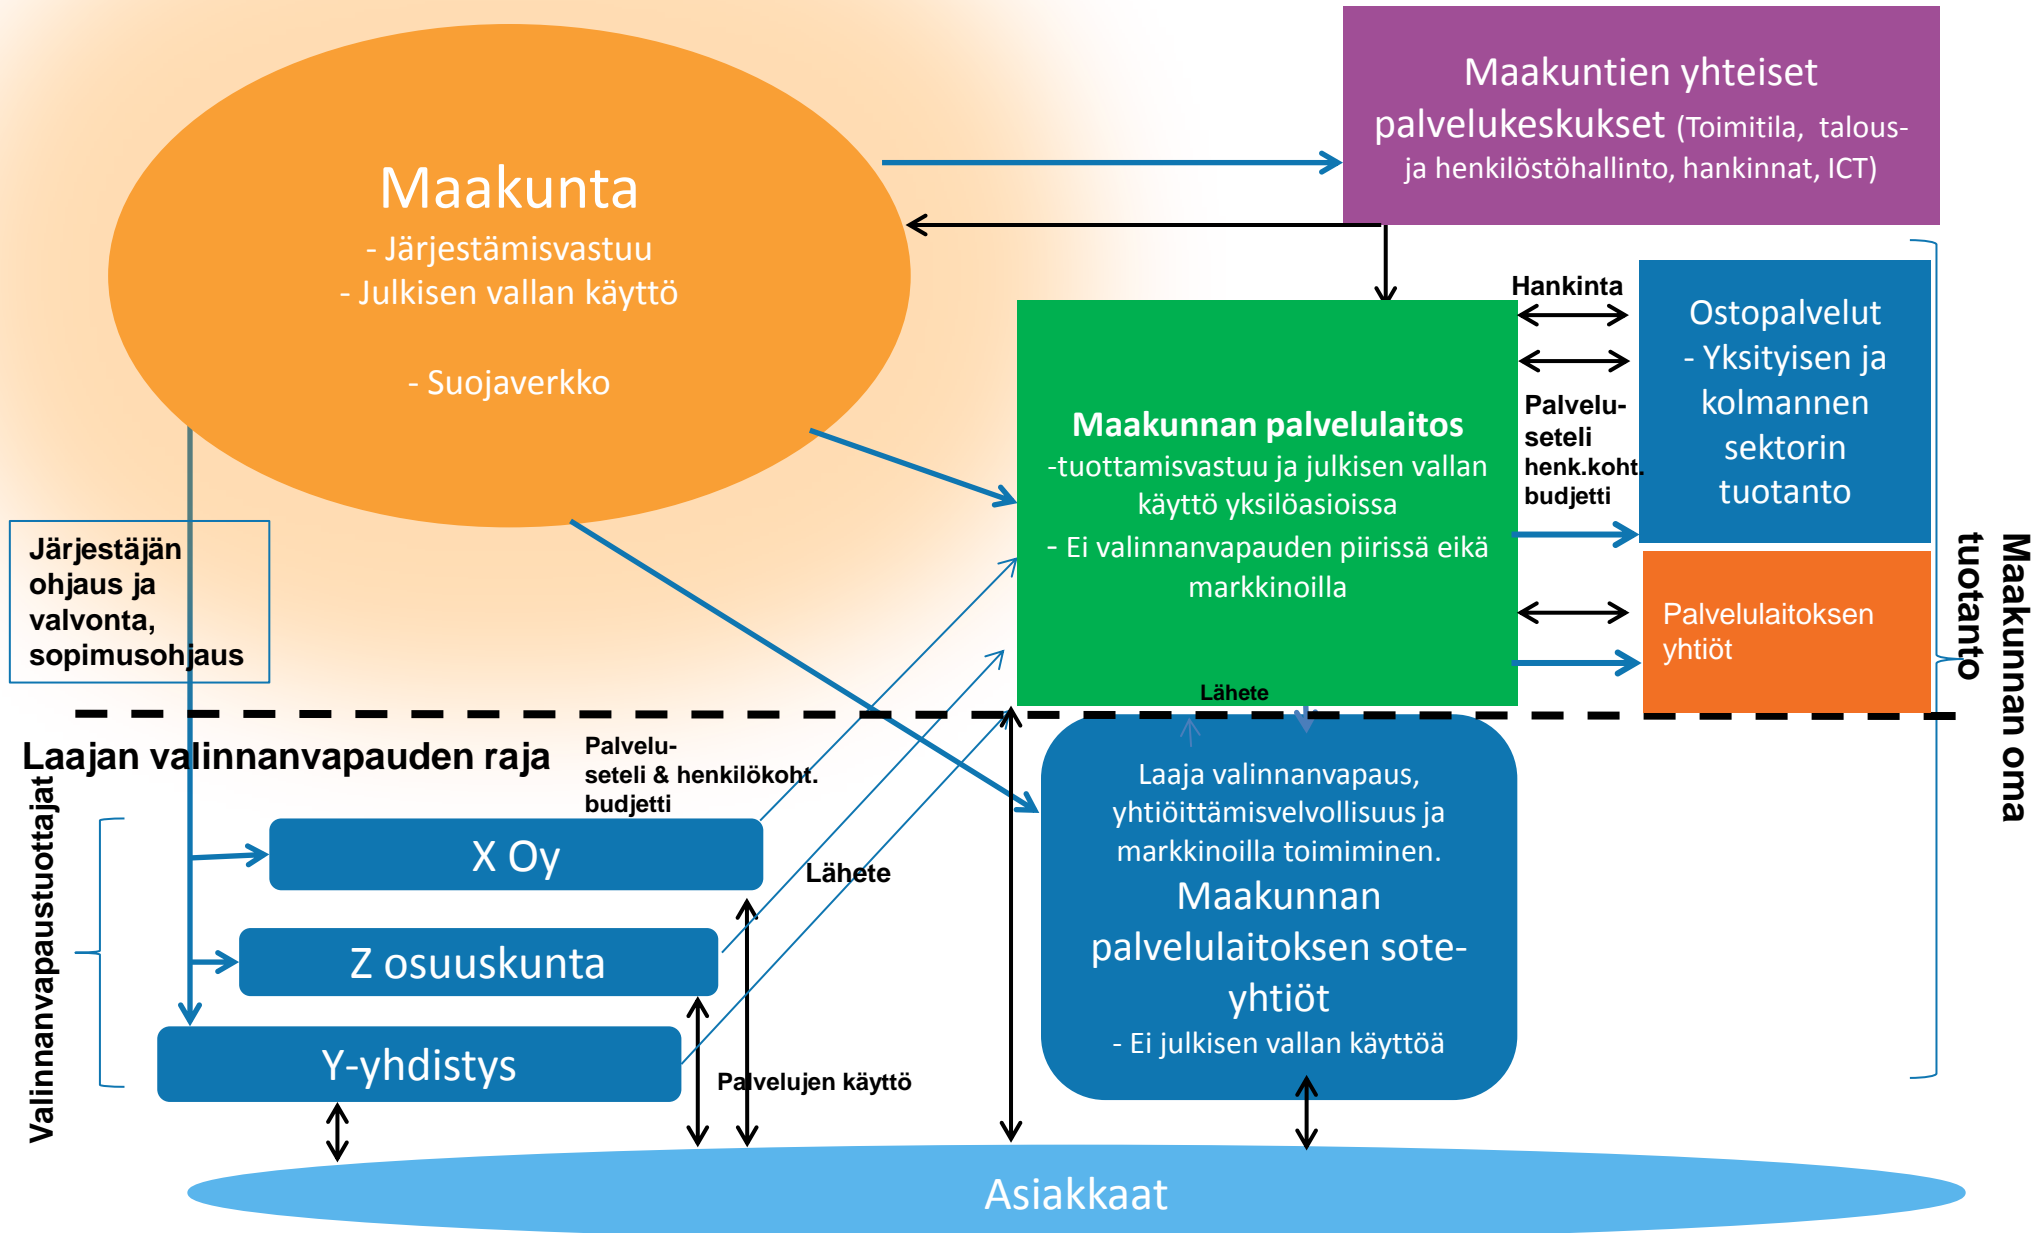 Maakunta
- Järjestämisvastuu
- Julkisen vallan käyttö
- Suojaverkko
Maakuntien yhteiset
palvelukeskukset (Toimitila, talous-
ja henkilöstöhallinto, hankinnat, ICT)
Hankinta
Ostopalvelut
- Yksityisen ja
kolmannen
sektorin
tuotanto
Palvelu-
seteli
henk.koht.
budjetti
Maakunnan palvelulaitos
-tuottamisvastuu ja julkisen vallan
käyttö yksilöasioissa
- Ei valinnanvapauden piirissä eikä
markkinoilla
Palvelulaitoksen
yhtiöt
Maakunnan oma
tuotanto
Järjestäjän
ohjaus ja
valvonta,
sopimusohjaus
Lähete
Laajan valinnanvapauden raja
Palvelu-
seteli & henkilökoht.
budjetti
Valinnanvapaustuottajat
X Oy
Lähete
Z osuuskunta
Y-yhdistys
Palvelujen käyttö
Laaja valinnanvapaus,
yhtiöittämisvelvollisuus ja
markkinoilla toimiminen.
Maakunnan
palvelulaitoksen sote-
yhtiöt
- Ei julkisen vallan käyttöä
Asiakkaat